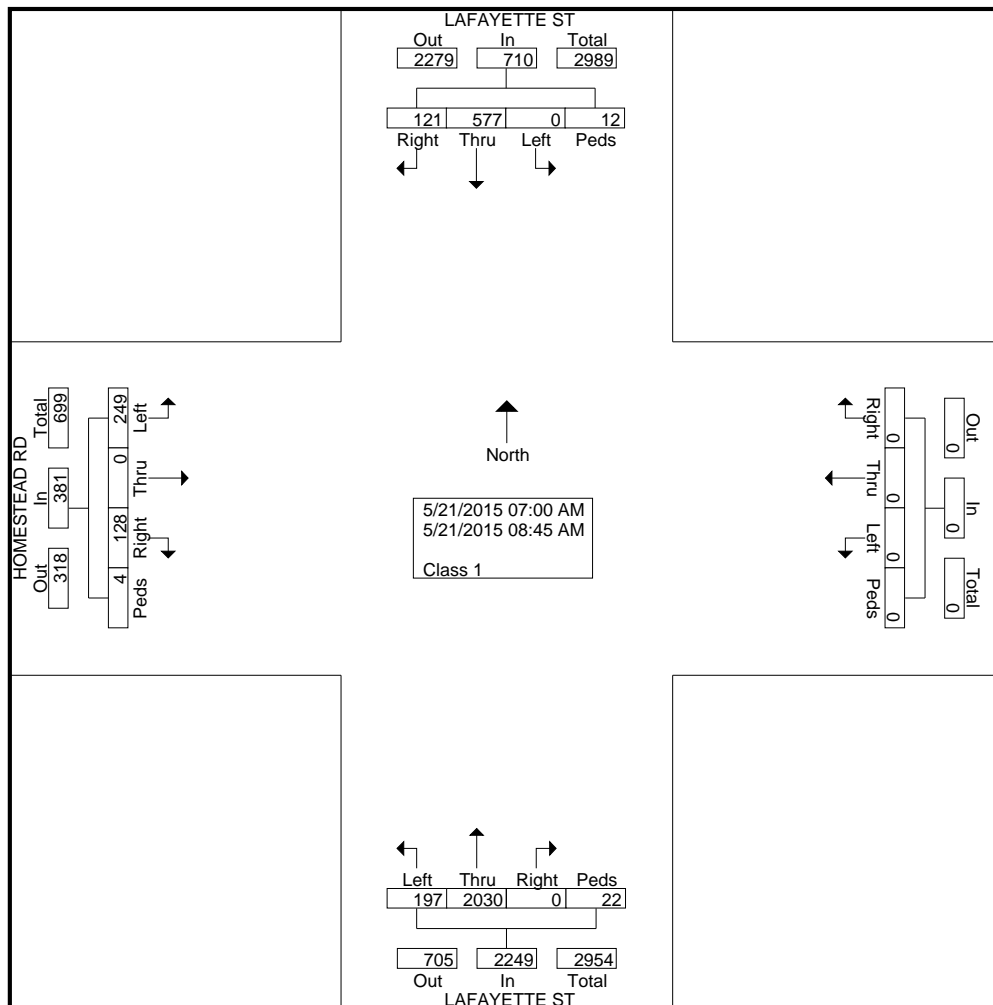 LAFAYETTE ST
Out In Total
2279 710 2989
121 577 0 12
Right Thru Left Peds
HOMESTEAD RD
Total In Out
699 381 318
249 0 128 4
Left Thru Right Peds
North
5/21/2015 07:00 AM
5/21/2015 08:45 AM
Class 1
Right Thru Left Peds
0 0 0 0
Out In Total
0 0 0
Left Thru Right Peds
197 2030 0 22
705 2249 2954
Out In Total
LAFAYETTE ST